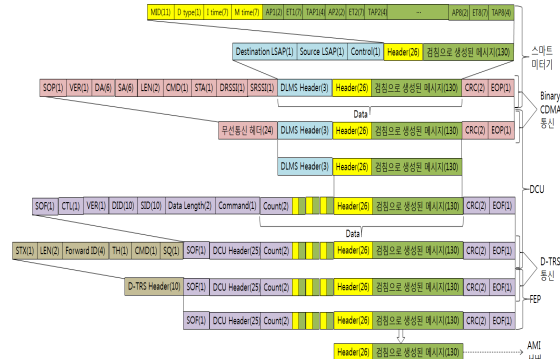 MID(11) D type(1) I time(7) M time(7) AP1(2) ET1(7) TAP1(4) AP2(2) ET2(7) TAP2(4) ... AP8(2) ET8(7) TAP8(4)
스마트
미터기
Destination LSAP(1) Source LSAP(1) Control(1) Header(26) 검침으로 생성된 메시지(130)
SOP(1) VER(1) DA(6) SA(6) LEN(2) CMD(1) STA(1) DRSSI(1) SRSSI(1) DLMS Header(3) Header(26) 검침으로 생성된 메시지(130) CRC(2) EOP(1)
Binary
CDMA
통신
Data
무선통신 헤더(24) DLMS Header(3) Header(26) 검침으로 생성된 메시지(130) CRC(2) EOP(1)
DLMS Header(3) Header(26) 검침으로 생성된 메시지(130)
DCU
SOF(1) CTL(1) VER(1) DID(10) SID(10) Data Length(2) Command(1) Count(2) Header(26) 검침으로 생성된 메시지(130) CRC(2) EOF(1)
Data
STX(1) LEN(2) Forward ID(4) TH(1) CMD(1) SQ(1) SOF(1) DCU Header(25) Count(2) Header(26) 검침으로 생성된 메시지(130) CRC(2) EOF(1)
D-TRS
통신
D-TRS Header(10) SOF(1) DCU Header(25) Count(2) Header(26) 검침으로 생성된 메시지(130) CRC(2) EOF(1)
FEP
SOF(1) DCU Header(25) Count(2) Header(26) 검침으로 생성된 메시지(130) CRC(2) EOF(1)
Header(26) 검침으로 생성된 메시지(130)
AMI